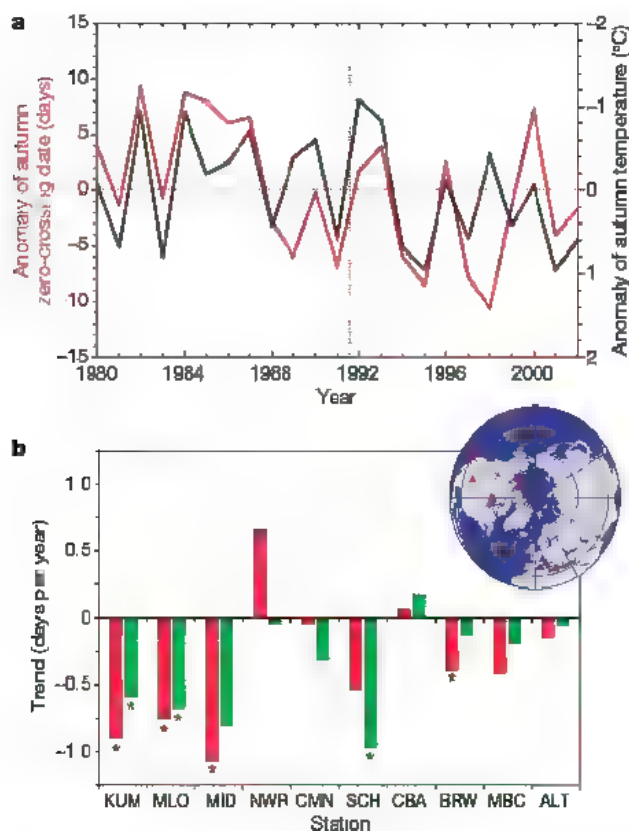 a
Anomaly of autumn
zero-crossing date (days)
15
10
5
0
−5
−10
−15
−2
−1
0
1
2
Anomaly of autumn temperature (°C)
1980
1984
1988
1992
1996
2000
Year
b
Trend (days per year)
1 0
0.5
0
−0.5
−1 0
KUM MLO MID NWR CMN SCH CBA BRW MBC ALT
Station